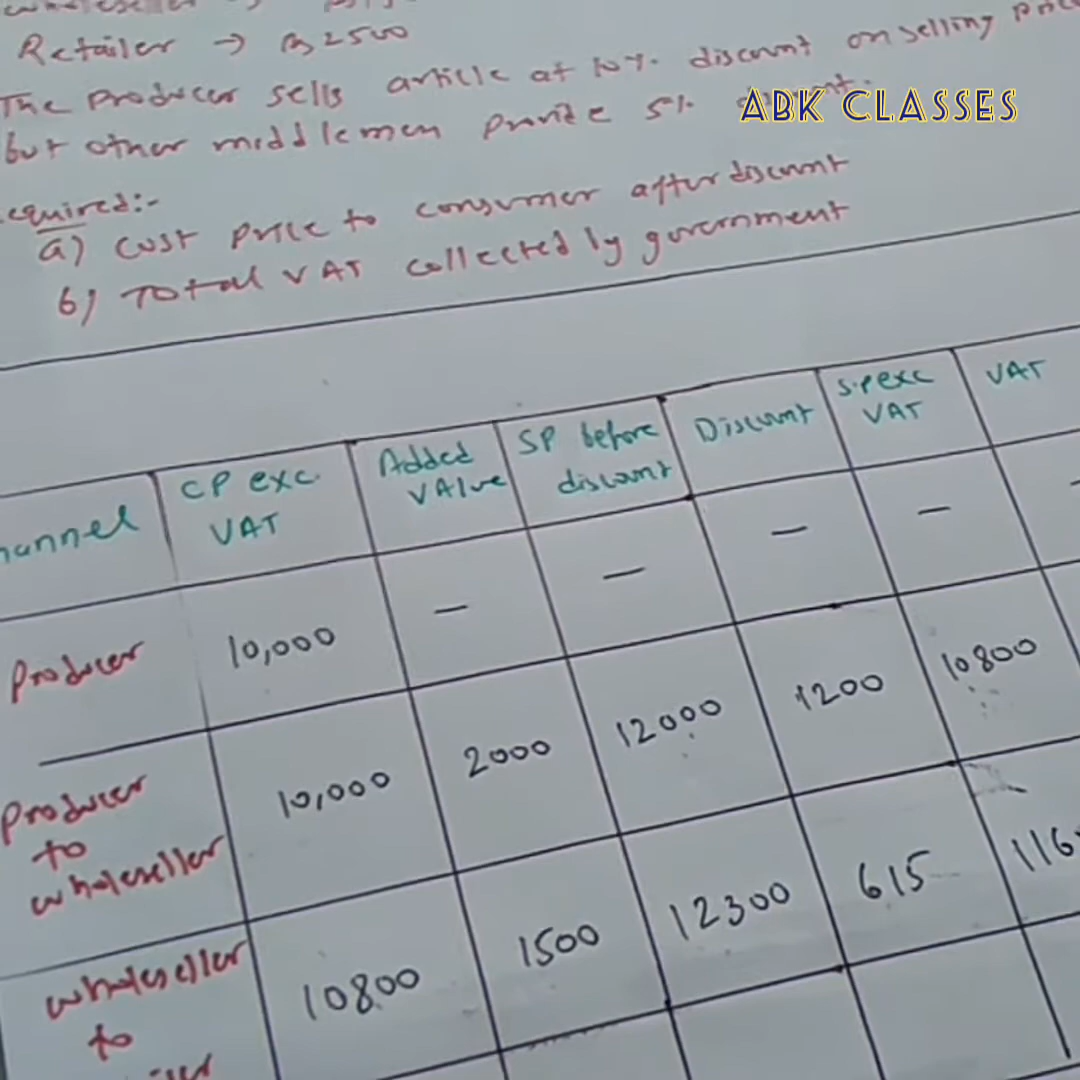 Retailer → Rs 2500
The Producer sells article at 10% discount on selling price
but other middlemen provide 5%
ABK CLASSES
equired:-
a) Cost price to consumer after discount
b) Total VAT collected by government
hannel CP exc. VAT Added VAlue SP before discount Discount S.P exc VAT VAT
Producer 10,000 — — — — -
Producer to wholeseller 10,000 2000 12000 1200 10800
wholeseller to 10800 1500 12300 615 116